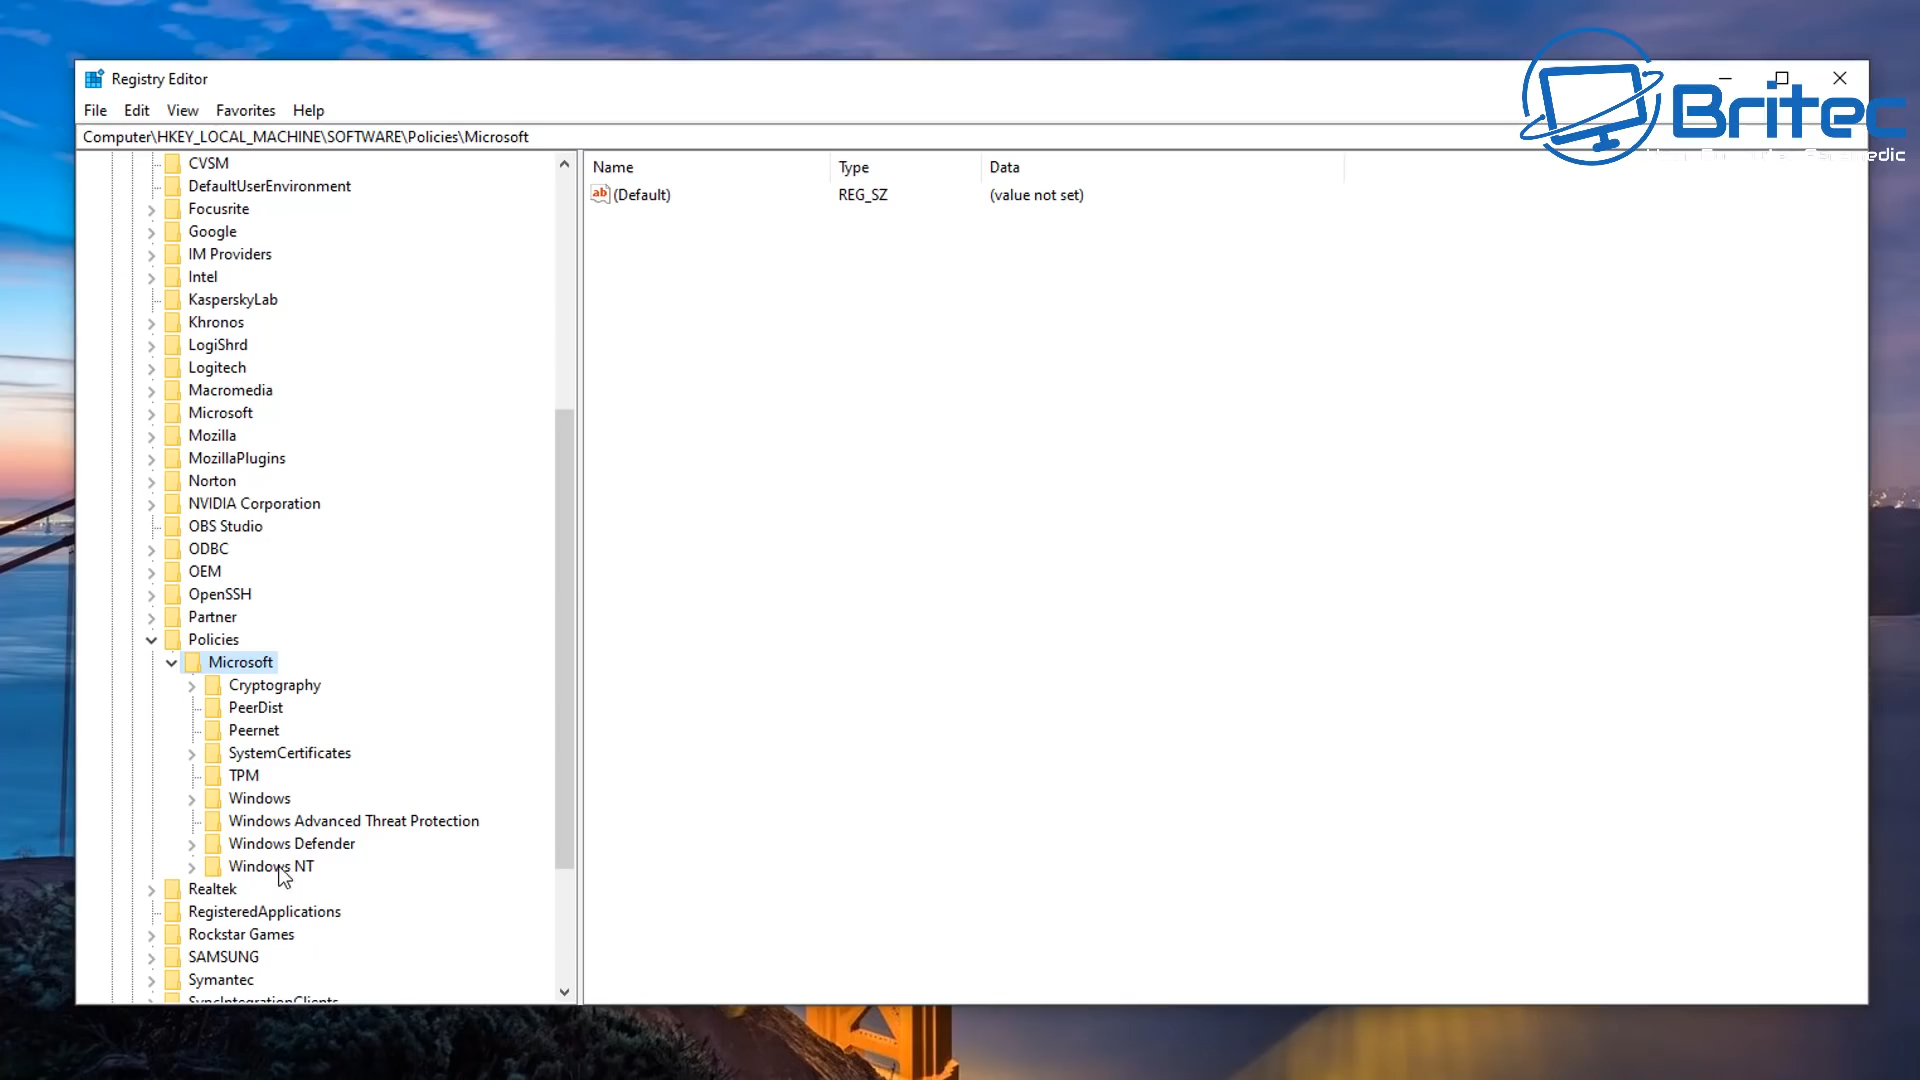 Registry Editor
File Edit View Favorites Help
Computer\HKEY_LOCAL_MACHINE\SOFTWARE\Policies\Microsoft
CVSM
DefaultUserEnvironment
Focusrite
Google
IM Providers
Intel
KasperskyLab
Khronos
LogiShrd
Logitech
Macromedia
Microsoft
Mozilla
MozillaPlugins
Norton
NVIDIA Corporation
OBS Studio
ODBC
OEM
OpenSSH
Partner
Policies
Microsoft
Cryptography
PeerDist
Peernet
SystemCertificates
TPM
Windows
Windows Advanced Threat Protection
Windows Defender
Windows NT
Realtek
RegisteredApplications
Rockstar Games
SAMSUNG
Symantec
SyncIntegrationClients
Name Type Data
ab (Default) REG_SZ (value not set)
Britec